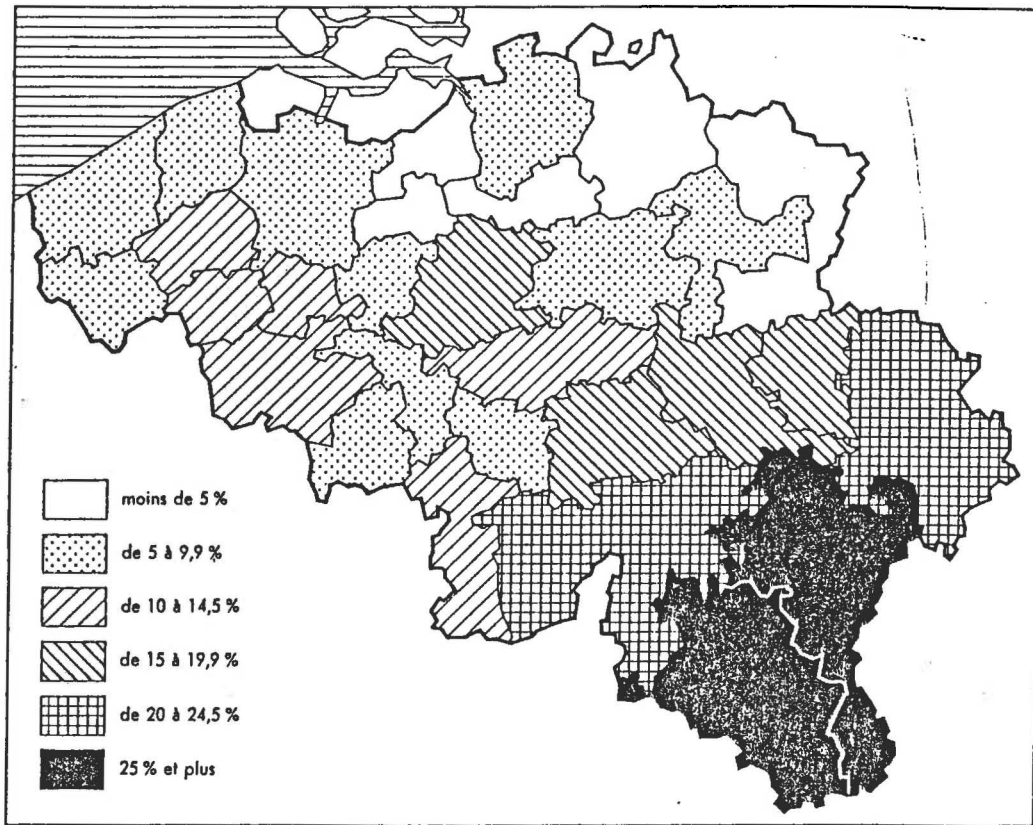 moins de 5 %
de 5 à 9,9 %
de 10 à 14,5 %
de 15 à 19,9 %
de 20 à 24,5 %
25 % et plus